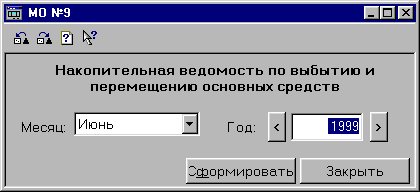 МО №9
Накопительная ведомость по выбытию и
перемещению основных средств
Месяц: Июнь Год: < 1999 >
Сформировать Закрыть